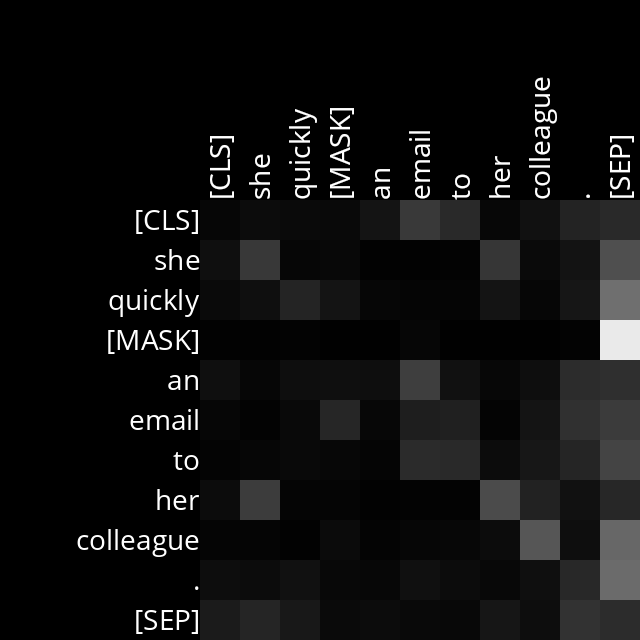 [CLS] she quickly [MASK] an email to her colleague . [SEP]
[CLS]
she
quickly
[MASK]
an
email
to
her
colleague
.
[SEP]